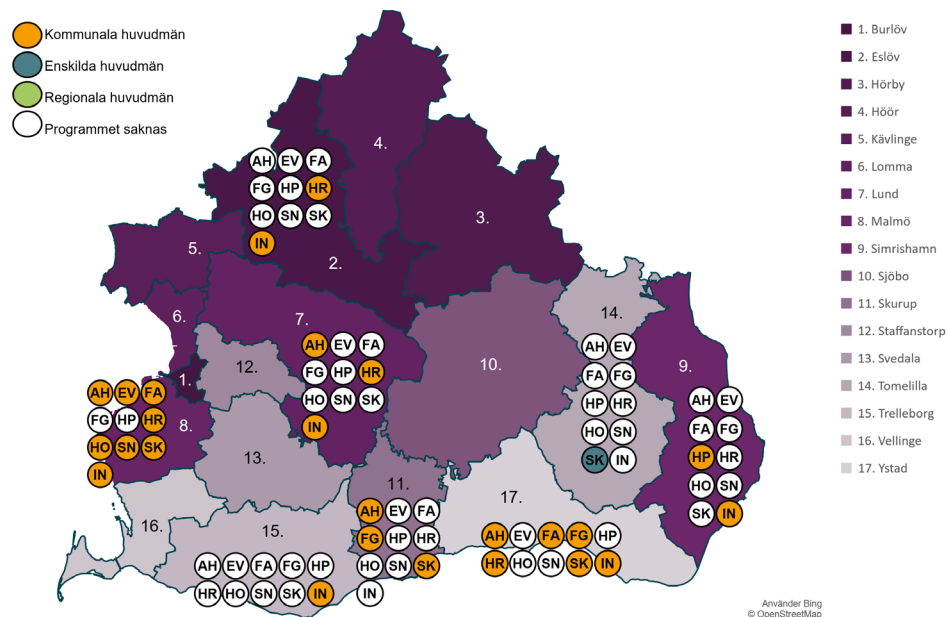 Kommunala huvudmän
Enskilda huvudmän
Regionala huvudmän
Programmet saknas
1. Burlöv
2. Eslöv
3. Hörby
4. Höör
5. Kävlinge
6. Lomma
7. Lund
8. Malmö
9. Simrishamn
10. Sjöbo
11. Skurup
12. Staffanstorp
13. Svedala
14. Tomelilla
15. Trelleborg
16. Vellinge
17. Ystad
4.
AH EV FA
FG HP HR
HO SN SK
IN
3.
5.
2.
6.
7.
AH EV FA
FG HP HR
HO SN SK
IN
12.
1.
10.
14.
AH EV
FA FG
HP HR
HO SN
SK IN
9.
AH EV
FA FG
HP HR
HO SN
SK IN
AH EV FA
FG HP HR
HO SN SK
IN
8.
13.
11.
AH EV FA
FG HP HR
HO SN SK
IN
17.
AH EV FA FG HP
HR HO SN SK IN
16.
15.
AH EV FA FG HP
HR HO SN SK IN
Använder Bing
© OpenStreetMap